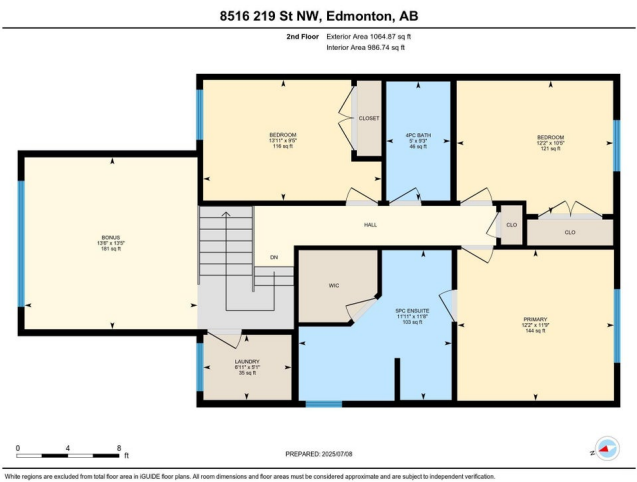 8516 219 St NW, Edmonton, AB
2nd Floor Exterior Area 1064.87 sq ft
Interior Area 986.74 sq ft
BEDROOM
13'11" x 9'5"
116 sq ft
CLOSET
4PC BATH
5' x 9'3"
46 sq ft
BEDROOM
12'2" x 10'5"
121 sq ft
BONUS
13'8" x 13'5"
181 sq ft
HALL
CLO
CLO
DN
WIC
5PC ENSUITE
11'11" x 11'8"
103 sq ft
PRIMARY
12'2" x 11'9"
144 sq ft
LAUNDRY
6'11" x 5'1"
35 sq ft
0 4 8
ft
PREPARED: 2025/07/08
N
White regions are excluded from total floor area in iGUIDE floor plans. All room dimensions and floor areas must be considered approximate and are subject to independent verification.